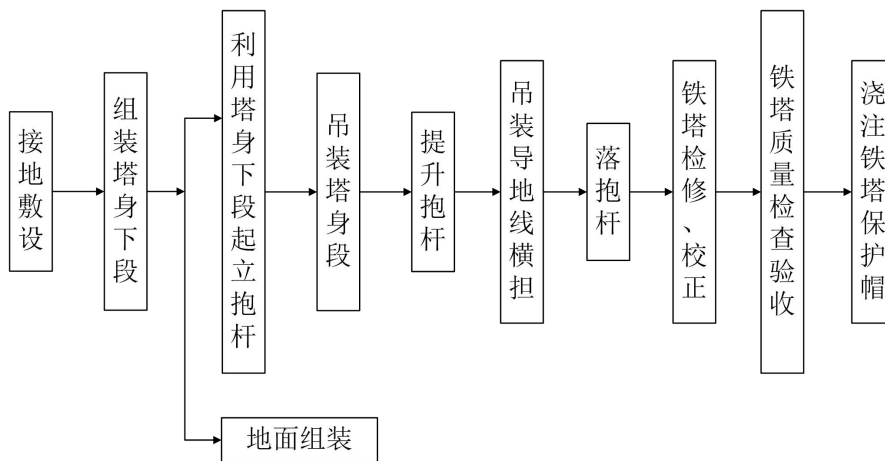 接地敷设
组装塔身下段
利用塔身下段起立抱杆
吊装塔身段
提升抱杆
吊装导地线横担
落抱杆
铁塔检修、校正
铁塔质量检查验收
浇注铁塔保护帽
地面组装